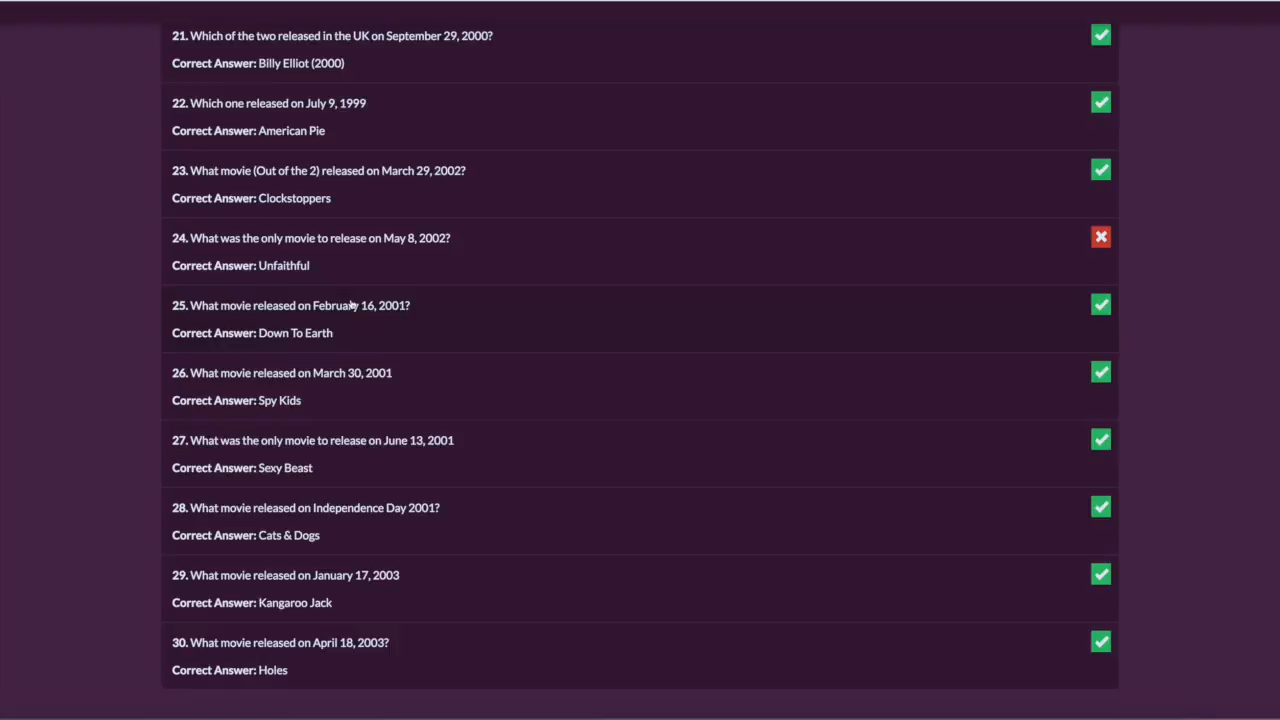 21. Which of the two released in the UK on September 29, 2000?
Correct Answer: Billy Elliot (2000)
22. Which one released on July 9, 1999
Correct Answer: American Pie
23. What movie (Out of the 2) released on March 29, 2002?
Correct Answer: Clockstoppers
24. What was the only movie to release on May 8, 2002?
Correct Answer: Unfaithful
25. What movie released on February 16, 2001?
Correct Answer: Down To Earth
26. What movie released on March 30, 2001
Correct Answer: Spy Kids
27. What was the only movie to release on June 13, 2001
Correct Answer: Sexy Beast
28. What movie released on Independence Day 2001?
Correct Answer: Cats & Dogs
29. What movie released on January 17, 2003
Correct Answer: Kangaroo Jack
30. What movie released on April 18, 2003?
Correct Answer: Holes